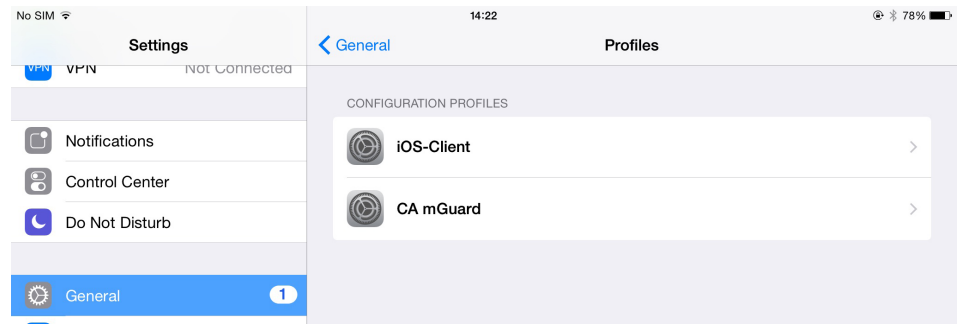 No SIM 14:22 78%
Settings
General Profiles
VPN VPN Not Connected
CONFIGURATION PROFILES
Notifications
iOS-Client
Control Center
CA mGuard
Do Not Disturb
General 1